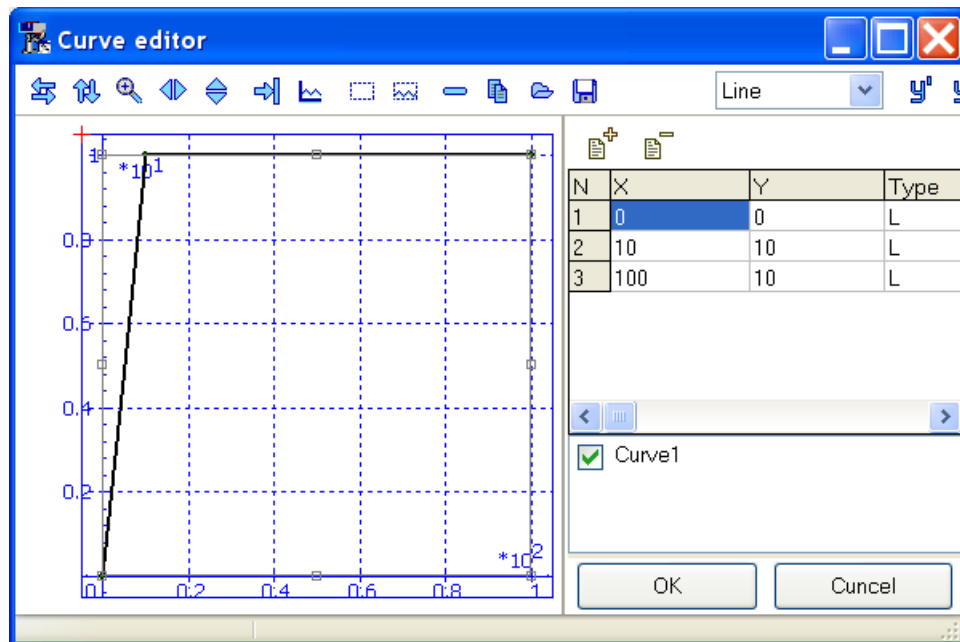 Curve editor
Line
y'
N X Y Type
1 0 0 L
2 10 10 L
3 100 10 L
Curve1
OK
Cuncel
1
*10 1
0.8
0.6
0.4
0.2
*10 2
0. 0.2 0.4 0.6 0.8 1